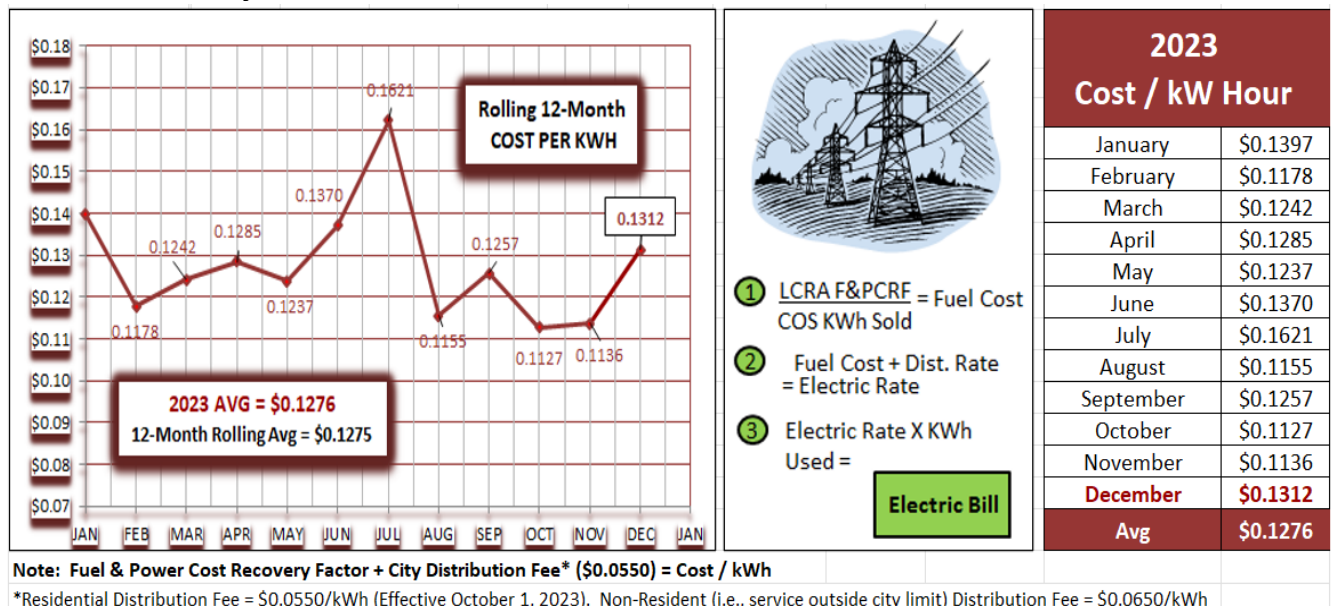 $0.18
$0.17
$0.16
$0.15
$0.14
$0.13
$0.12
$0.11
$0.10
$0.09
$0.08
$0.07
JAN FEB MAR APR MAY JUN JUL AUG SEP OCT NOV DEC JAN
0.1178
0.1242
0.1285
0.1237
0.1370
0.1621
0.1155
0.1257
0.1127
0.1136
0.1312
Rolling 12-Month
COST PER KWH
2023 AVG = $0.1276
12-Month Rolling Avg = $0.1275
1 LCRA F&PCRF = Fuel Cost
COS KWh Sold
2 Fuel Cost + Dist. Rate
= Electric Rate
3 Electric Rate X KWh
Used =
Electric Bill
2023
Cost / kW Hour
January $0.1397
February $0.1178
March $0.1242
April $0.1285
May $0.1237
June $0.1370
July $0.1621
August $0.1155
September $0.1257
October $0.1127
November $0.1136
December $0.1312
Avg $0.1276
Note: Fuel & Power Cost Recovery Factor + City Distribution Fee* ($0.0550) = Cost / kWh
*Residential Distribution Fee = $0.0550/kWh (Effective October 1, 2023). Non-Resident (i.e., service outside city limit) Distribution Fee = $0.0650/kWh